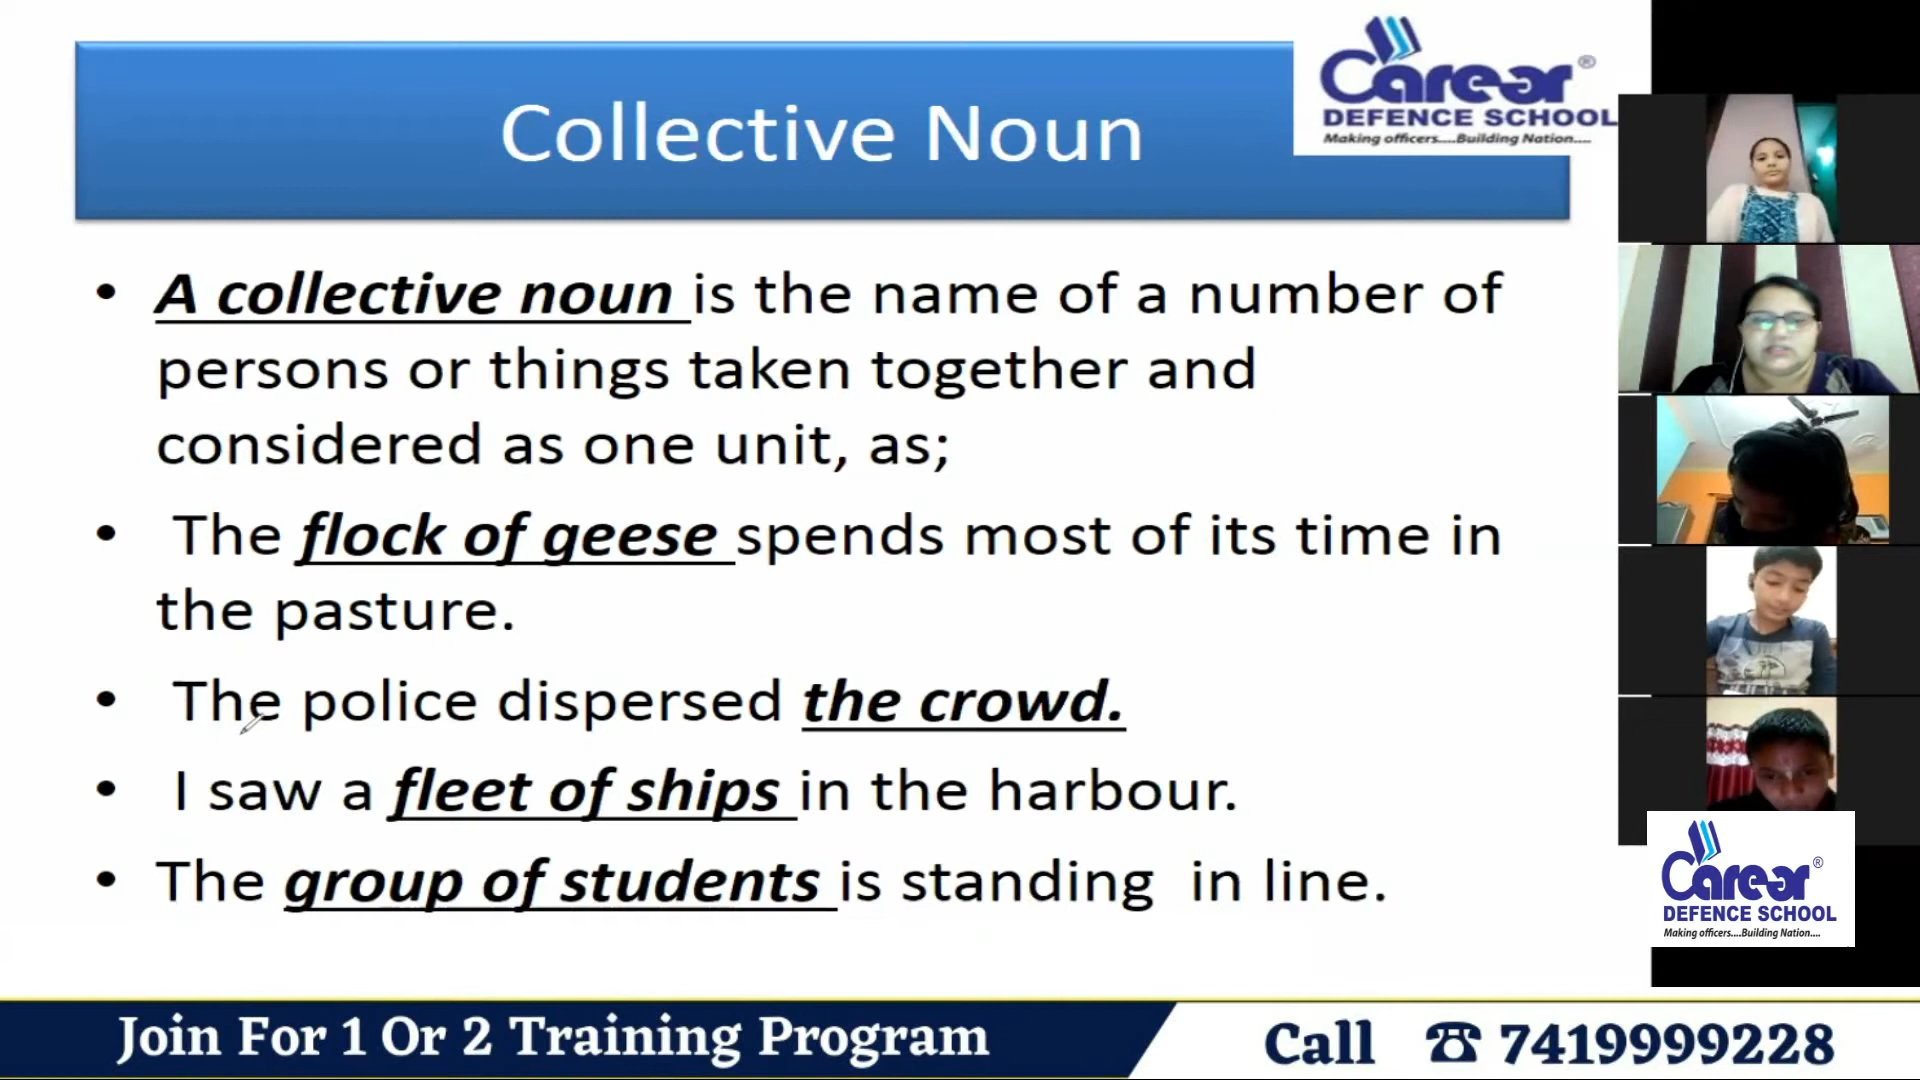 Collective Noun
Carear®
DEFENCE SCHOOL
Making officers....Building Nation....
• A collective noun is the name of a number of
persons or things taken together and
considered as one unit, as;
• The flock of geese spends most of its time in
the pasture.
• The police dispersed the crowd.
• I saw a fleet of ships in the harbour.
• The group of students is standing in line.
Carear®
DEFENCE SCHOOL
Making officers....Building Nation....
Join For 1 Or 2 Training Program
Call ☎ 7419999228